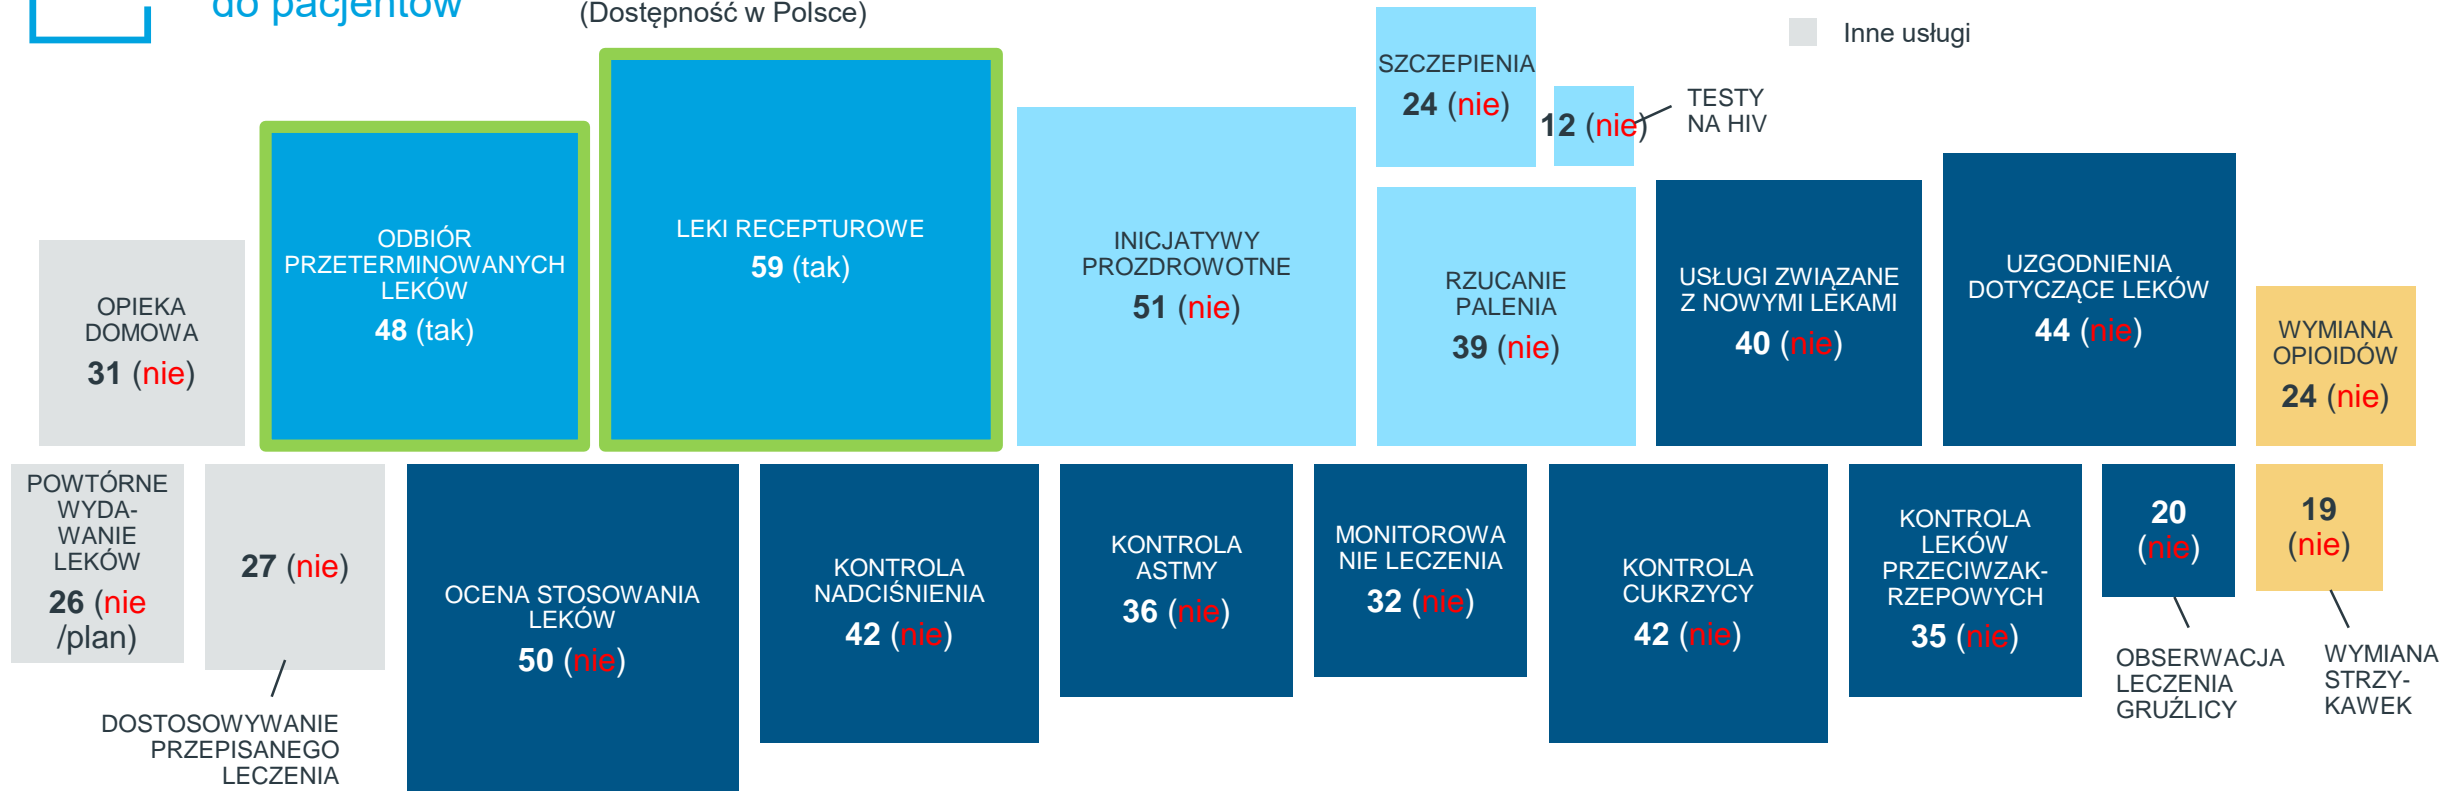 do pacjentów
(Dostępność w Polsce)
Inne usługi
SZCZEPIENIA
24 (nie)
12 (nie)
TESTY
NA HIV
OPIEKA
DOMOWA
31 (nie)
ODBIÓR
PRZETERMINOWANYCH
LEKÓW
48 (tak)
LEKI RECEPTUROWE
59 (tak)
INICJATYWY
PROZDROWOTNE
51 (nie)
RZUCANIE
PALENIA
39 (nie)
USŁUGI ZWIĄZANE
Z NOWYMI LEKAMI
40 (nie)
UZGODNIENIA
DOTYCZĄCE LEKÓW
44 (nie)
WYMIANA
OPIOIDÓW
24 (nie)
POWTÓRNE
WYDA-
WANIE
LEKÓW
26 (nie
/plan)
27 (nie)
DOSTOSOWYWANIE
PRZEPISANEGO
LECZENIA
OCENA STOSOWANIA
LEKÓW
50 (nie)
KONTROLA
NADCIŚNIENIA
42 (nie)
KONTROLA
ASTMY
36 (nie)
MONITOROWA
NIE LECZENIA
32 (nie)
KONTROLA
CUKRZYCY
42 (nie)
KONTROLA
LEKÓW
PRZECIWZAK-
RZEPOWYCH
35 (nie)
20
(nie)
OBSERWACJA
LECZENIA
GRUŹLICY
19
(nie)
WYMIANA
STRZY-
KAWEK